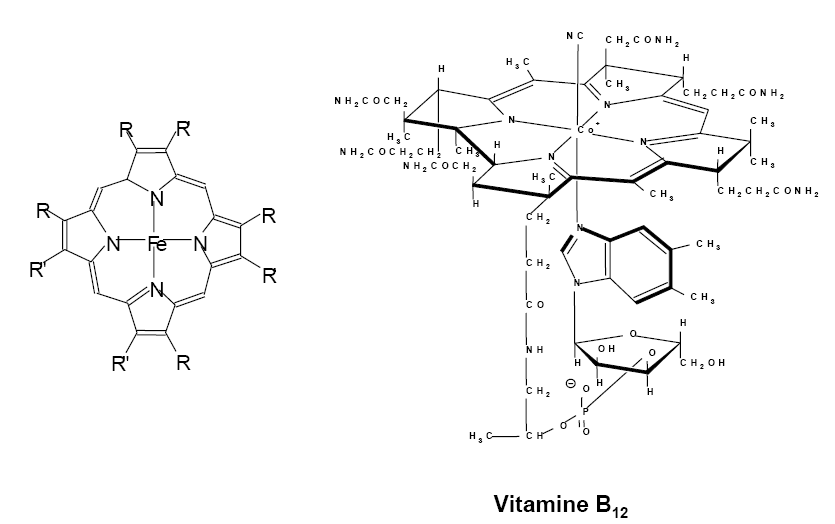 R R'
R R
R' R'
R'' R
N
N Fe N
N
NC
CH₂CONH₂
H
H₃C
H
CH₃
CH₂CH₂CONH₂
NH₂COCH₂
N
N
Co⁺
CH₃
H₃C
CH₃
H
N
N
CH₃
NH₂COCH₂CH₂
H
NH₂COCH₂
H₃C
CH₃
CH₂CH₂CONH₂
H
CH₂
N
CH₃
CH₂
N
CH₃
CO
O
H
NH
H
OH
O
CH₂OH
H
H
CH₂
⊖
O
P
O
O
H₃C
CH
Vitamine B₁₂